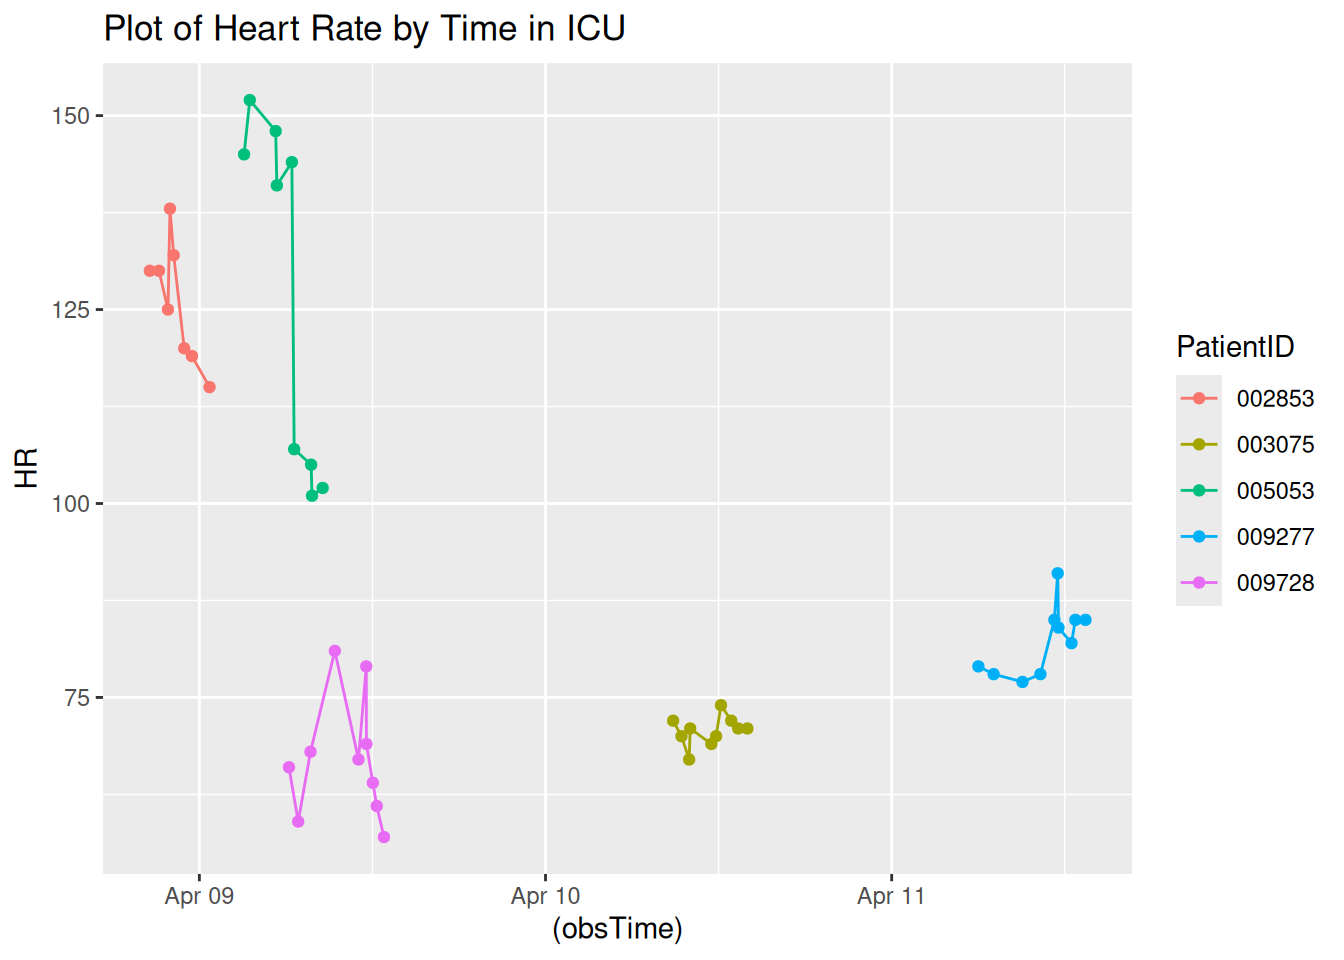 Plot of Heart Rate by Time in ICU
150
125
100
75
HR
Apr 09
Apr 10
Apr 11
(obsTime)
PatientID
002853
003075
005053
009277
009728